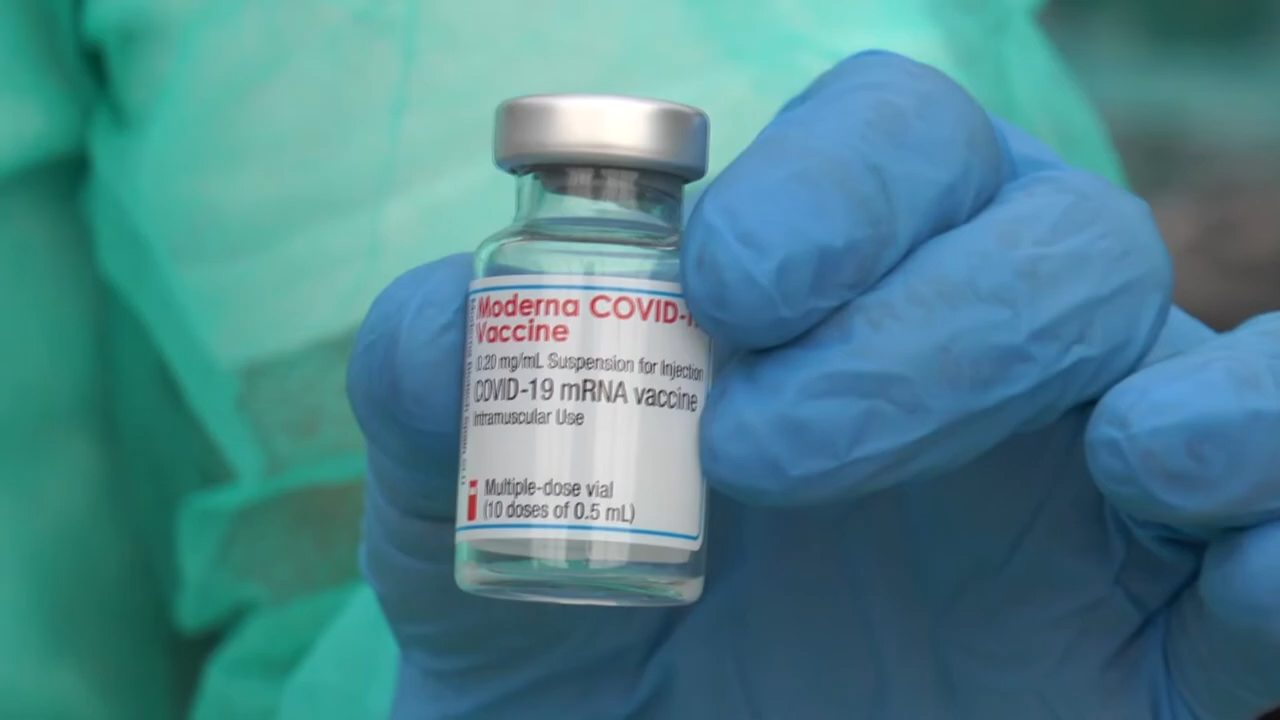 Moderna COVID-1
Vaccine
0.20 mg/mL Suspension for Injection
COVID-19 mRNA vaccine
Intramuscular Use
Multiple-dose vial
(10 doses of 0.5 mL)